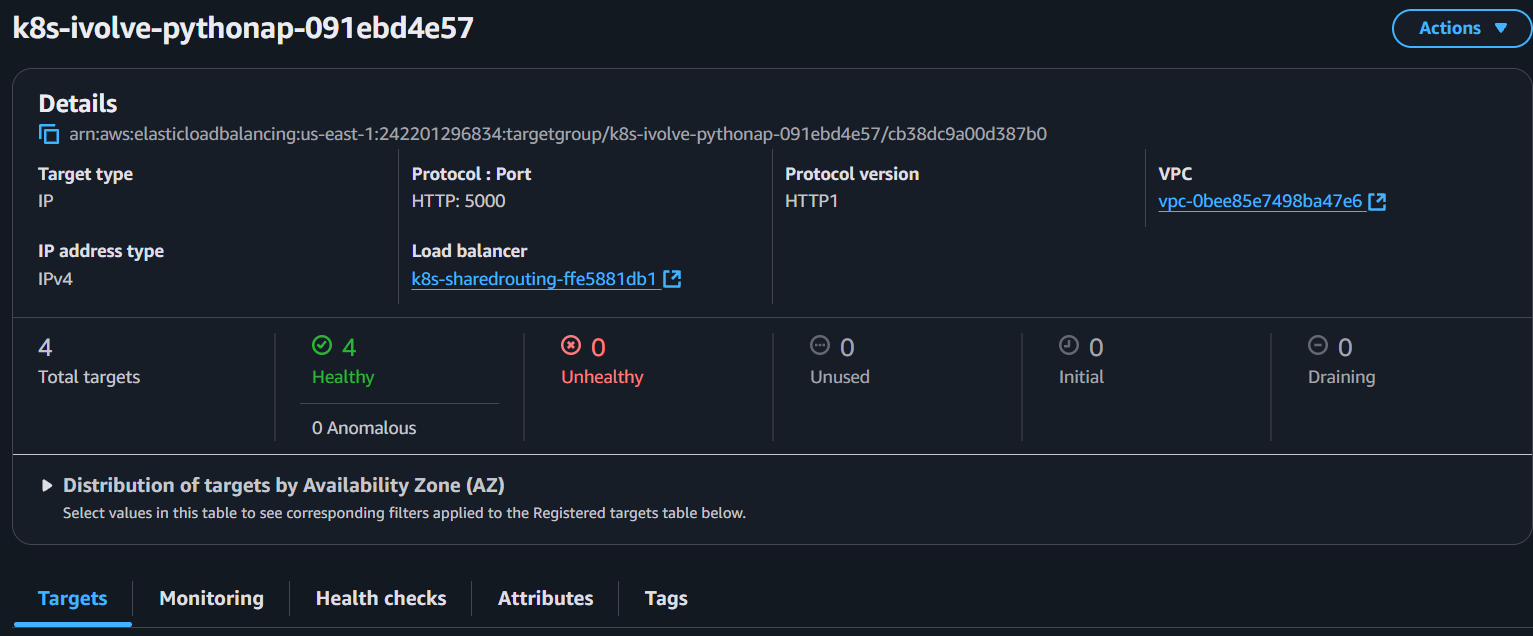 k8s-ivolve-pythonap-091ebd4e57
Actions
Details
arn:aws:elasticloadbalancing:us-east-1:242201296834:targetgroup/k8s-ivolve-pythonap-091ebd4e57/cb38dc9a00d387b0
Target type
IP
Protocol : Port
HTTP: 5000
Protocol version
HTTP1
VPC
vpc-0bee85e7498ba47e6
IP address type
IPv4
Load balancer
k8s-sharedrouting-ffe5881db1
4
Total targets
4
Healthy
0 Anomalous
0
Unhealthy
0
Unused
0
Initial
0
Draining
Distribution of targets by Availability Zone (AZ)
Select values in this table to see corresponding filters applied to the Registered targets table below.
Targets
Monitoring
Health checks
Attributes
Tags